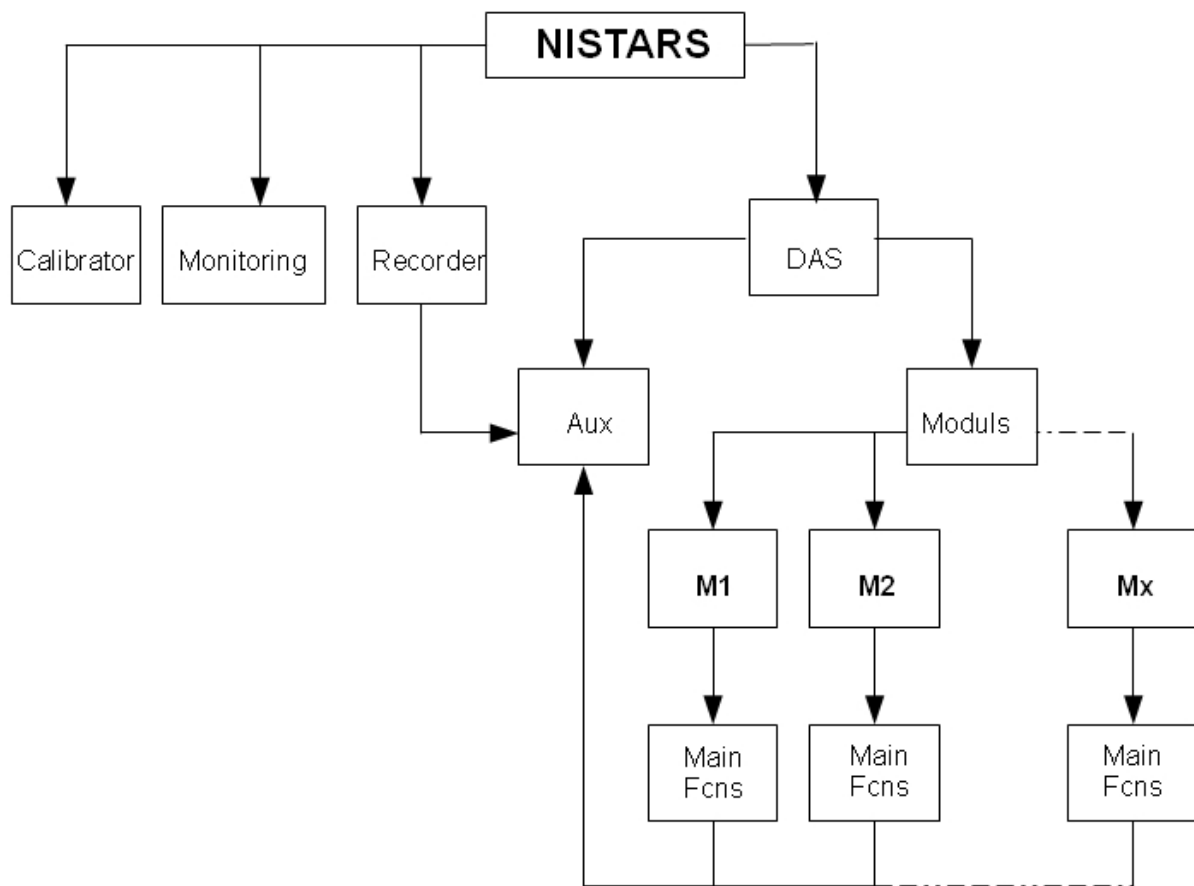 NISTARS
Calibrator
Monitoring
Recorder
DAS
Aux
Moduls
M1
M2
Mx
Main
Fcns
Main
Fcns
Main
Fcns